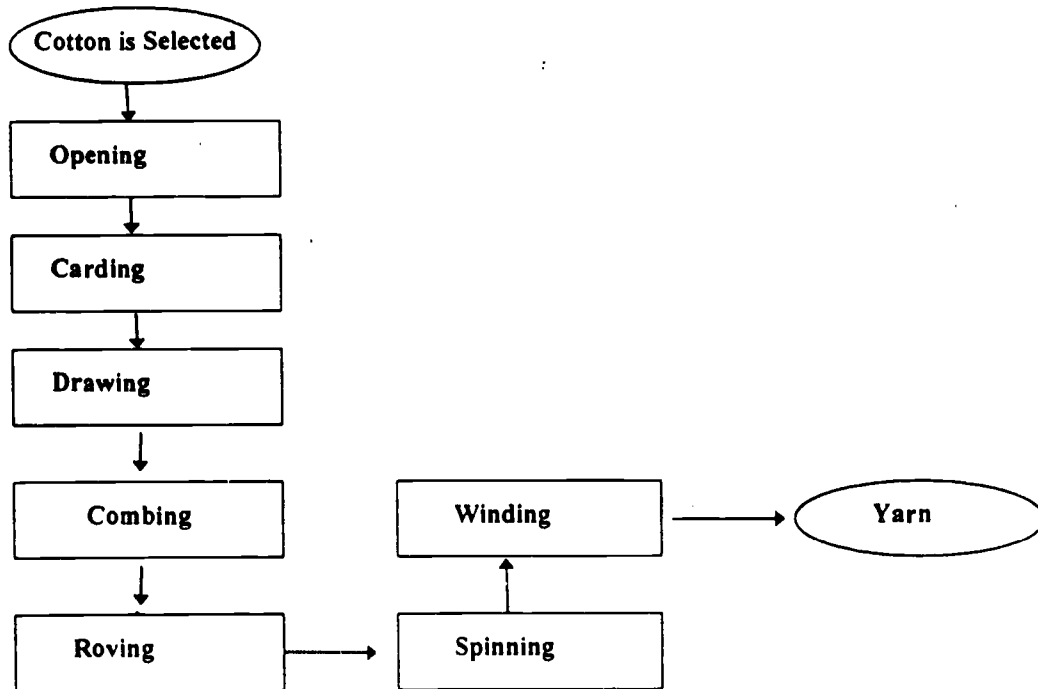 Cotton is Selected
Opening
Carding
Drawing
Combing
Roving
Spinning
Winding
Yarn